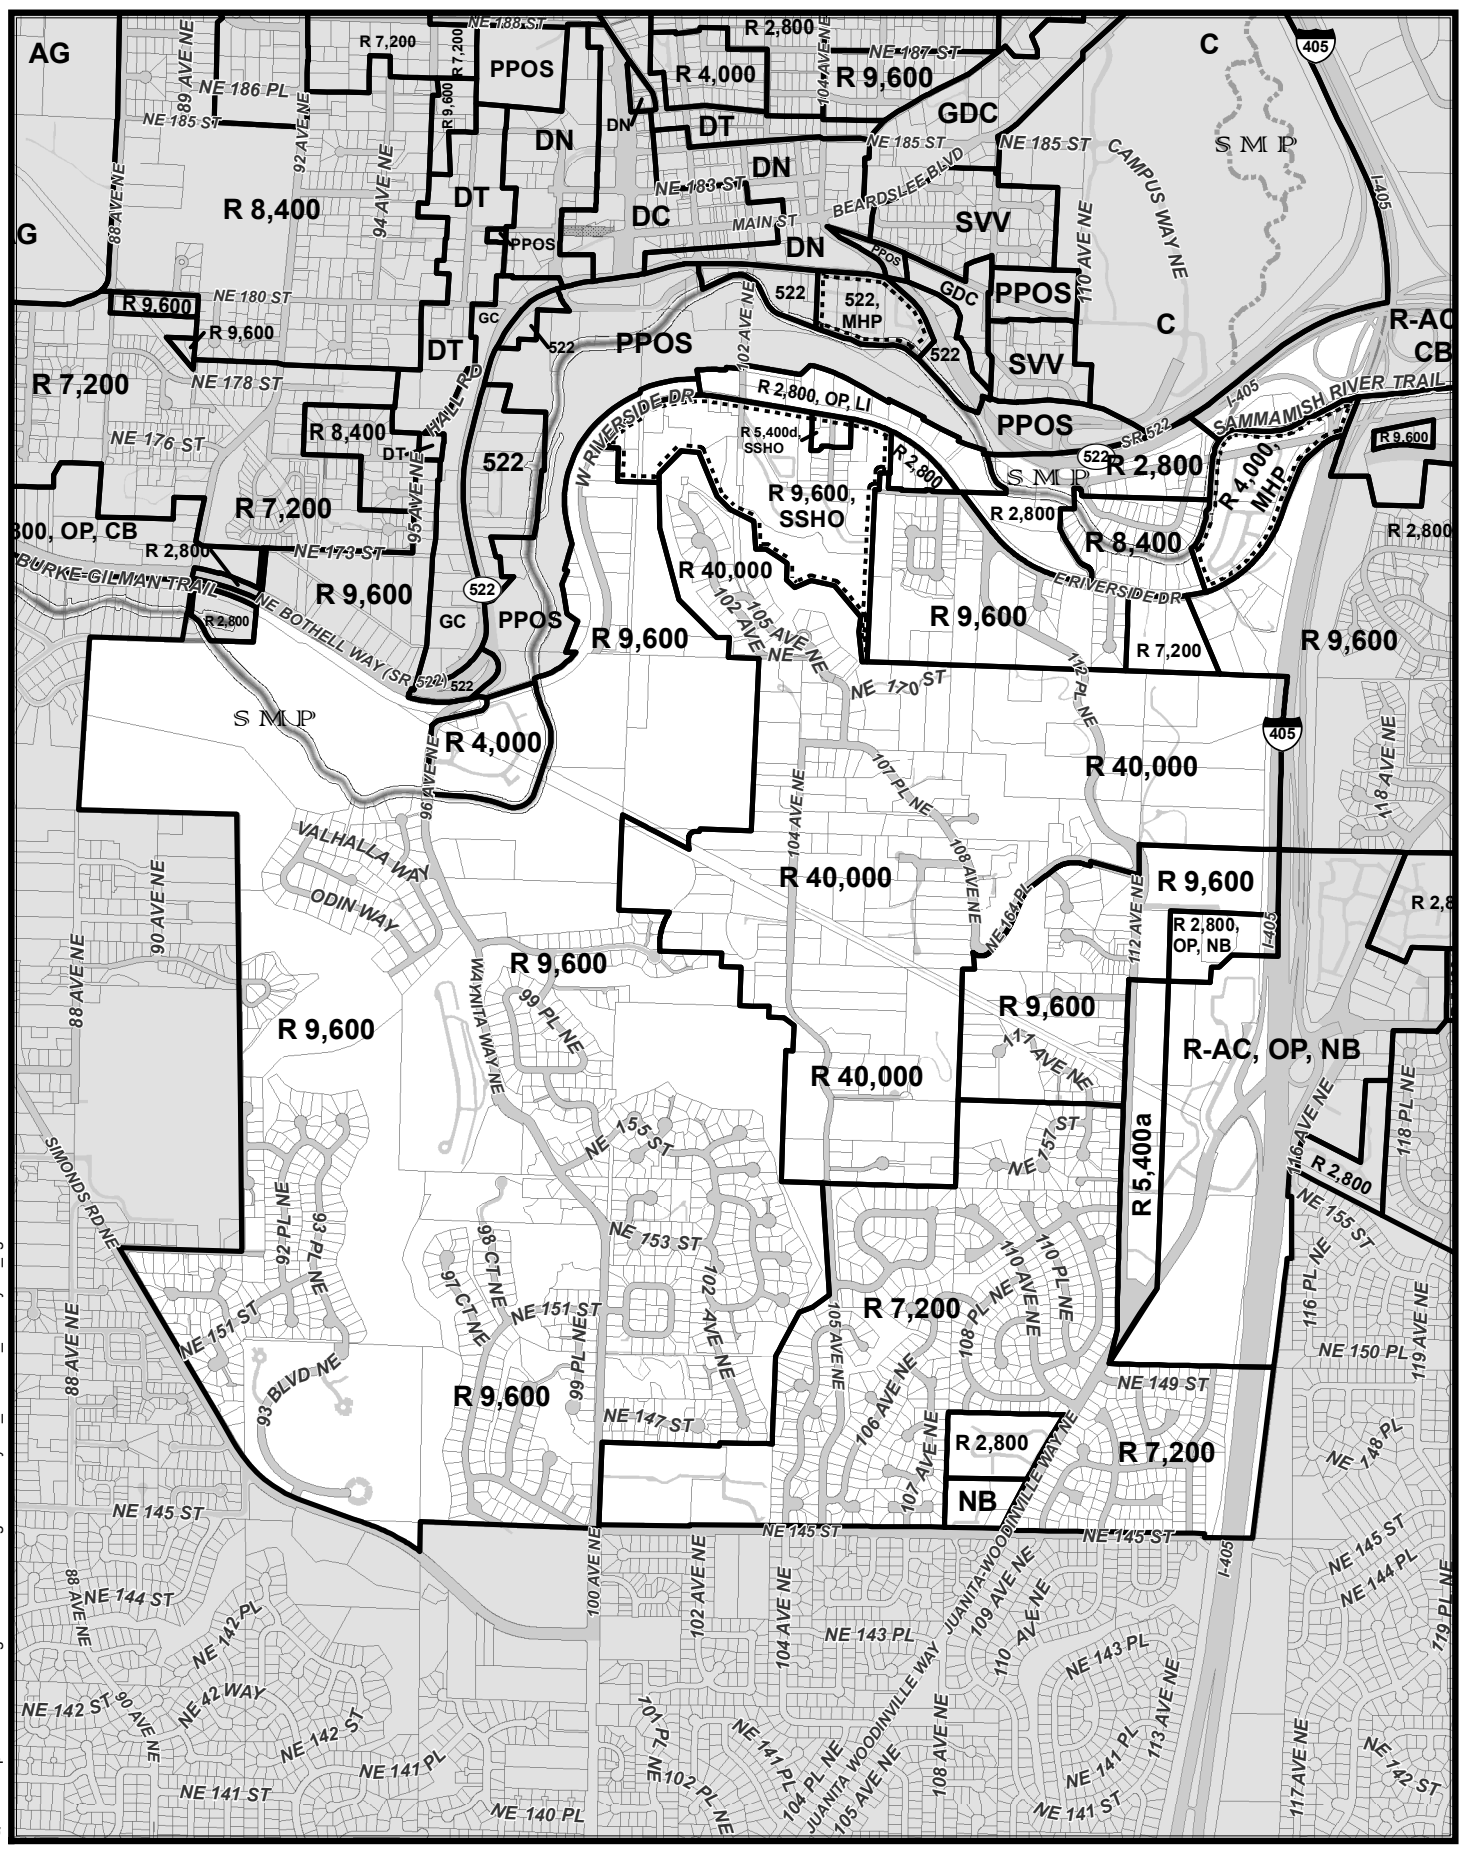 NE 188 ST
AG
89 AVE NE
R 7,200
R 7,200
PPOS
R 2,800
104 AVE NE
NE 187 ST
C
405
NE 186 PL
R 4,000
R 9,600
NE 185 ST
92 AVE NE
R 9,600
DN
DN
DT
GDC
NE 185 ST
NE 185 ST
SMP
CAMPUS WAY NE
88 AVE NE
94 AVE NE
DN
BEARDSLEE BLVD
NE 183 ST
I-405
R 8,400
DT
DC
MAIN ST
SVV
G
PPOS
DN
PPOS
110 AVE NE
R 9,600
NE 180 ST
GC
522
522,
MHP
GDC
PPOS
R 9,600
DT
522
PPOS
102 AVE NE
522
SVV
C
R-AC
CB
R 7,200
NE 178 ST
HALL RD
W RIVERSIDE DR
R 2,800, OP, LI
I-405
SAMMAMISH RIVER TRAIL
NE 176 ST
R 8,400
DT
R 5,400d,
SSHO
PPOS
SR 522
522
R 9,600
R 7,200
95 AVE NE
522
R 9,600,
SSHO
R 2,800
SMP
R 2,800
R 4,000,
MHP
800, OP, CB
R 2,800
NE 173 ST
R 2,800
R 8,400
R 2,800
BURKE-GILMAN TRAIL
R 9,600
522
R 40,000
E RIVERSIDE DR
R 2,800
NE BOTHELL WAY (SR 522)
GC
PPOS
R 9,600
102 AVE NE
105 AVE NE
R 9,600
R 7,200
R 9,600
522
NE 170 ST
112 PL NE
SMP
R 4,000
96 AVE NE
405
118 AVE NE
107 PL NE
R 40,000
104 AVE NE
VALHALLA WAY
108 AVE NE
R 40,000
NE 164 PL
112 AVE NE
R 9,600
ODIN WAY
90 AVE NE
R 2,800,
OP, NB
I-405
R 2,8
88 AVE NE
R 9,600
WAYNITA WAY NE
99 PL NE
R 9,600
R 9,600
111 AVE NE
R-AC, OP, NB
R 40,000
SIMONDS RD NE
NE 155 ST
NE 157 ST
R 5,400a
116 AVE NE
118 PL NE
R 2,800
92 PL NE
93 PL NE
98 CT NE
NE 153 ST
NE 155 ST
97 CT NE
102 AVE NE
110 AVE NE
110 PL NE
116 PL NE
88 AVE NE
NE 151 ST
NE 151 ST
R 7,200
108 PL NE
119 AVE NE
93 BLVD NE
99 PL NE
105 AVE NE
NE 150 PL
R 9,600
106 AVE NE
NE 149 ST
NE 147 ST
107 AVE NE
R 2,800
R 7,200
NE 148 PL
NB
NE 145 ST
NE 145 ST
NE 145 ST
JUANITA-WOODINVILLE WAY NE
I-405
NE 145 ST
88 AVE NE
NE 144 ST
100 AVE NE
102 AVE NE
104 AVE NE
109 AVE NE
110 AVE NE
NE 144 PL
119 PL NE
NE 142 PL
NE 143 PL
NE 143 PL
NE 142 ST
90 AVE NE
NE 42 WAY
NE 142 ST
101 PL NE
NE 141 PL
JUANITA WOODINVILLE WAY
108 AVE NE
113 AVE NE
NE 141 PL
NE 142 ST
NE 141 ST
NE 141 PL
NE 140 PL
102 PL NE
104 PL NE
105 AVE NE
NE 141 ST
117 AVE NE